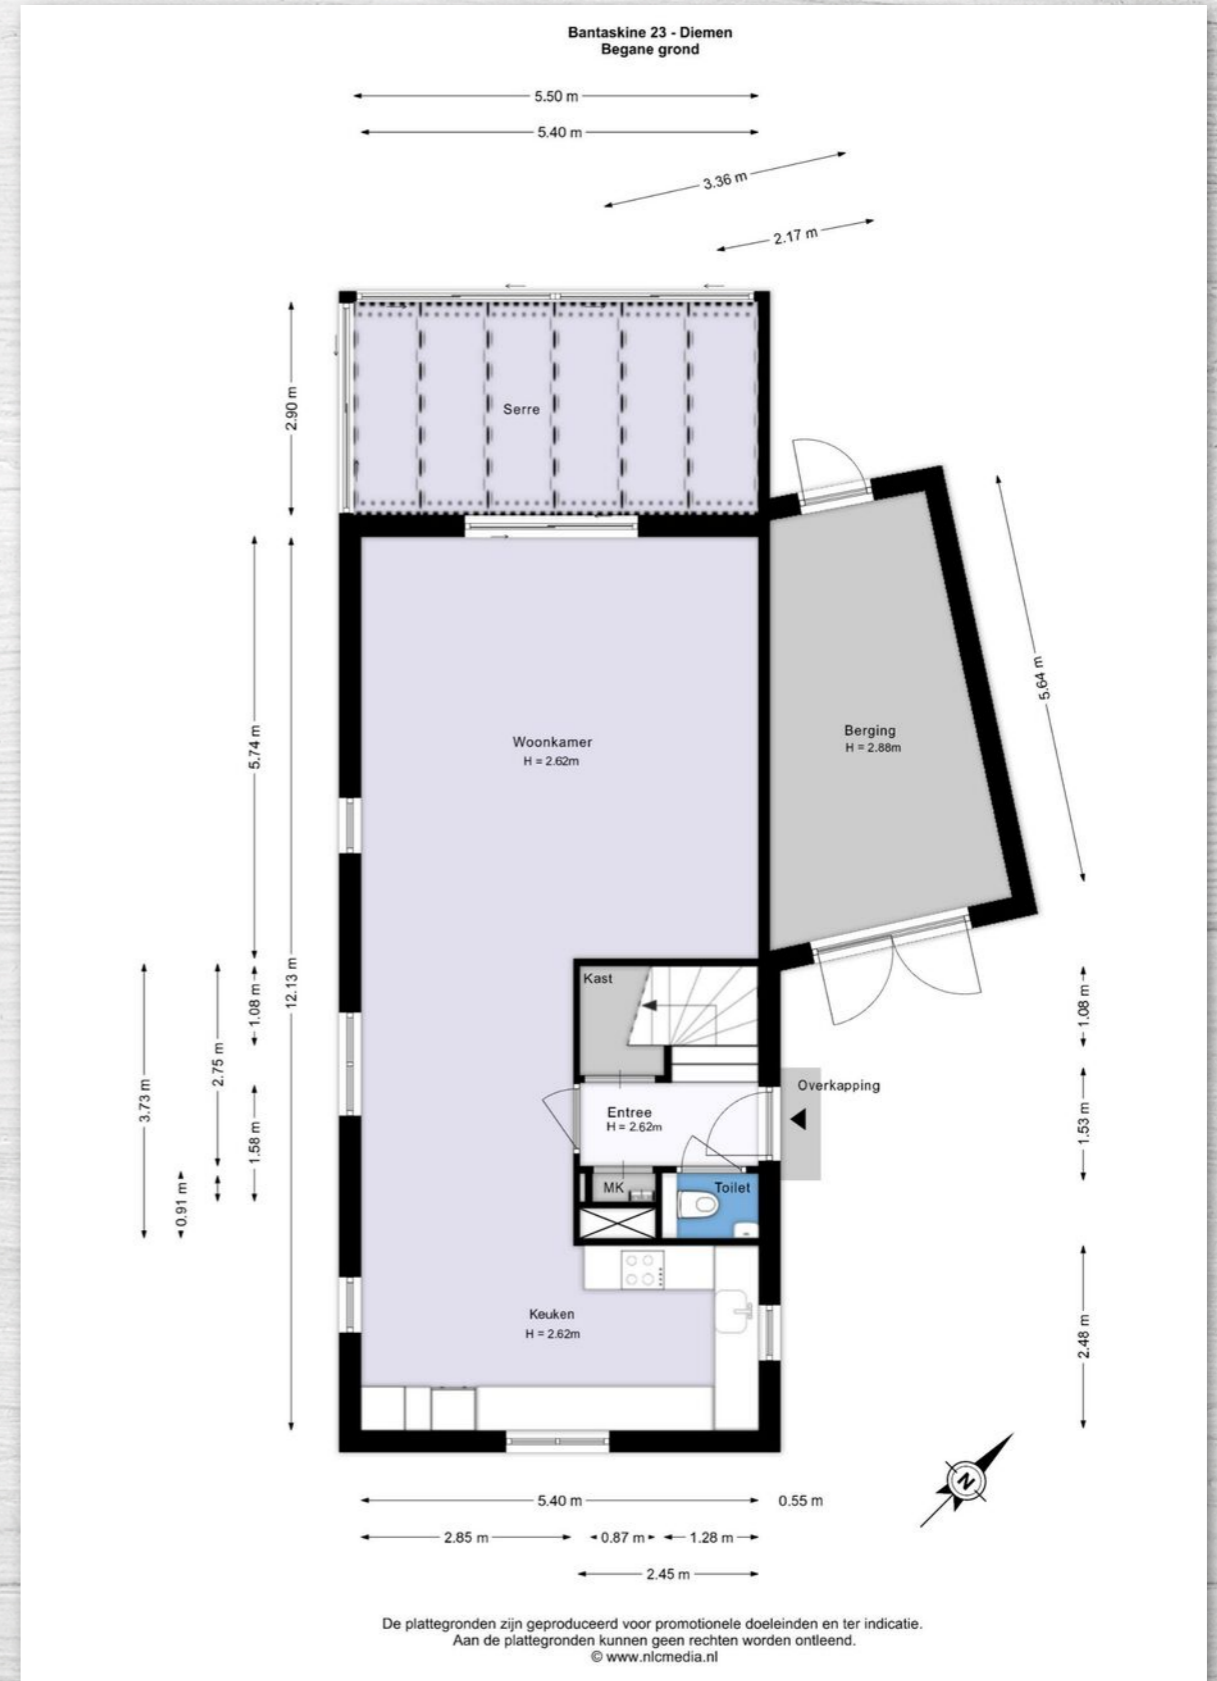 Bantaskine 23 - Diemen
Begane grond
5.50 m
5.40 m
3.36 m
2.17 m
2.90 m
Serre
5.64 m
5.74 m
Woonkamer
H = 2.62m
Berging
H = 2.88m
12.13 m
Kast
1.08 m
1.08 m
2.75 m
3.73 m
Overkapping
Entree
H = 2.62m
1.58 m
1.53 m
0.91 m
MK
Toilet
Keuken
H = 2.62m
2.48 m
N
5.40 m
0.55 m
2.85 m
0.87 m
1.28 m
2.45 m
De plattegronden zijn geproduceerd voor promotionele doeleinden en ter indicatie.
Aan de plattegronden kunnen geen rechten worden ontleend.
© www.nlcmedia.nl